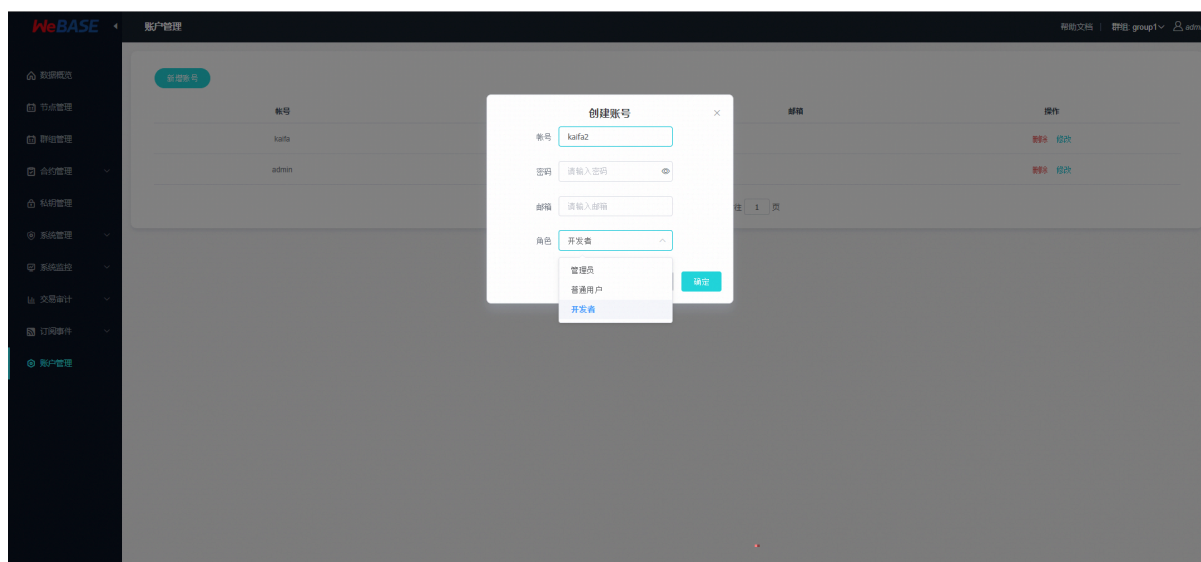 WeBASE
账户管理
帮助文档 | 群组: group1
数据概览
节点管理
群组管理
合约管理
私钥管理
系统管理
系统监控
交易审计
订阅事件
账户管理
新增账号
帐号 邮箱 操作
kaifa 删除 修改
admin 删除 修改
往 1 页
创建账号 ×
帐号 kaifa2
密码 请输入密码
邮箱 请输入邮箱
角色 开发者
管理员
普通用户
开发者
确定